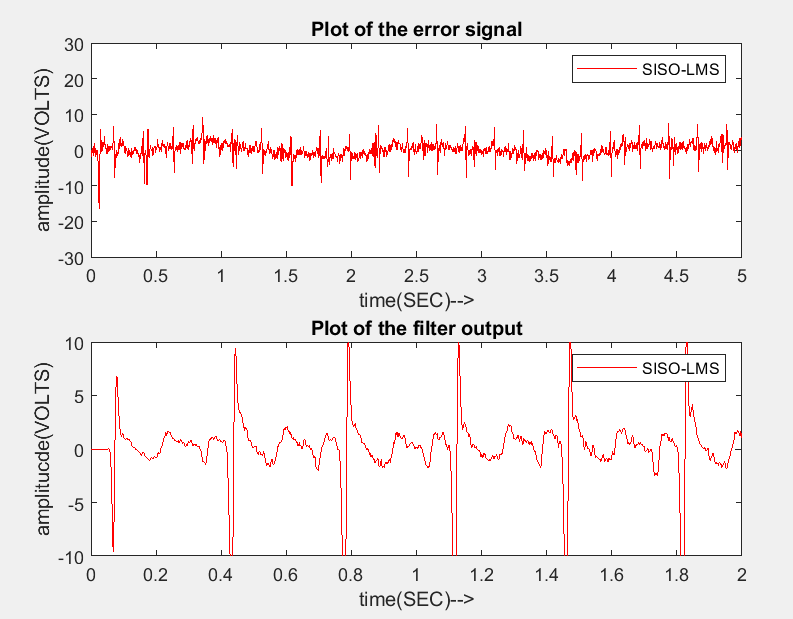 Plot of the error signal
SISO-LMS
30
20
10
0
-10
-20
-30
amplitude(VOLTS)
0 0.5 1 1.5 2 2.5 3 3.5 4 4.5 5
time(SEC)-->
Plot of the filter output
SISO-LMS
10
5
0
-5
-10
amplitucde(VOLTS)
0 0.2 0.4 0.6 0.8 1 1.2 1.4 1.6 1.8 2
time(SEC)-->